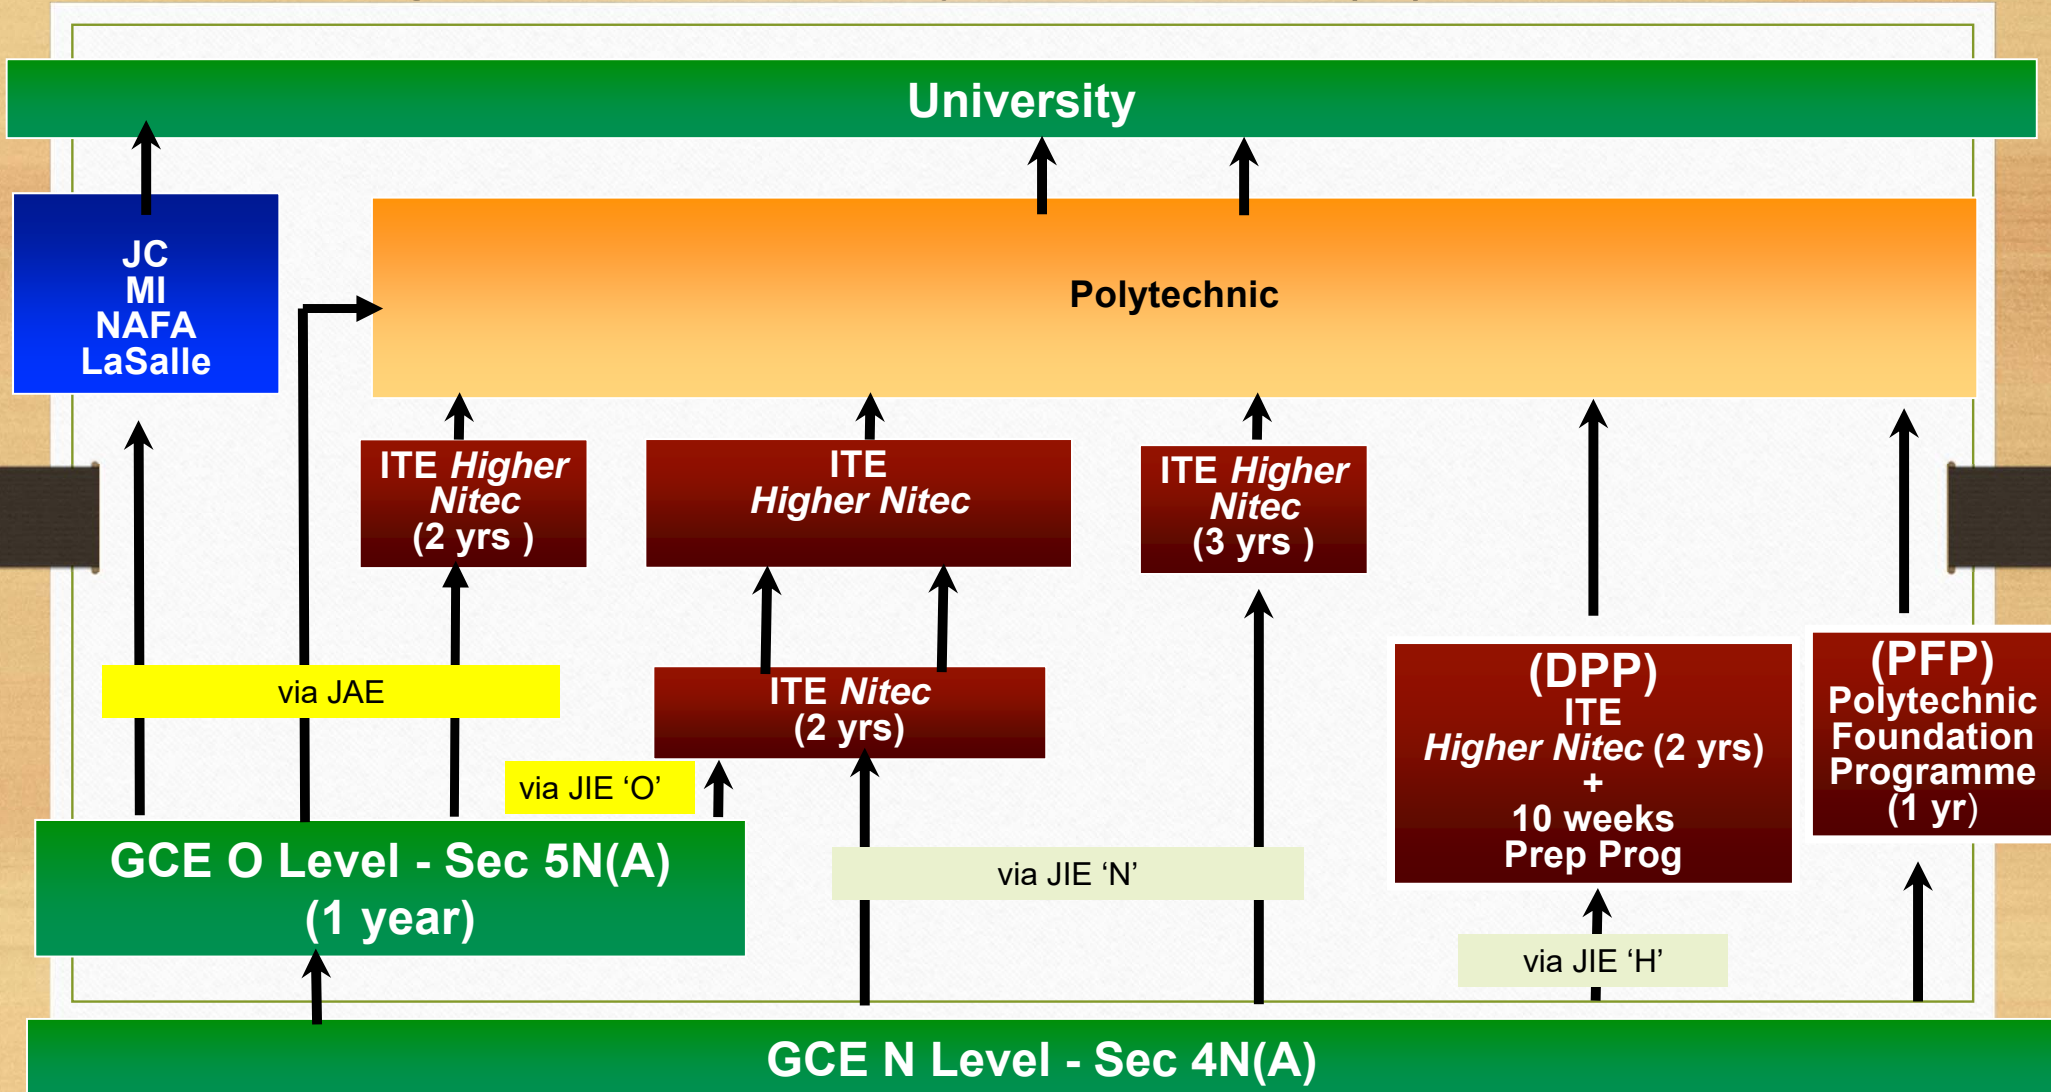 University
JC
MI
NAFA
LaSalle
Polytechnic
ITE Higher
Nitec
(2 yrs )
ITE
Higher Nitec
ITE Higher
Nitec
(3 yrs )
via JAE
ITE Nitec
(2 yrs)
(DPP)
ITE
Higher Nitec (2 yrs)
+
10 weeks
Prep Prog
(PFP)
Polytechnic
Foundation
Programme
(1 yr)
via JIE ‘O’
GCE O Level - Sec 5N(A)
(1 year)
via JIE ‘N’
via JIE ‘H’
GCE N Level - Sec 4N(A)